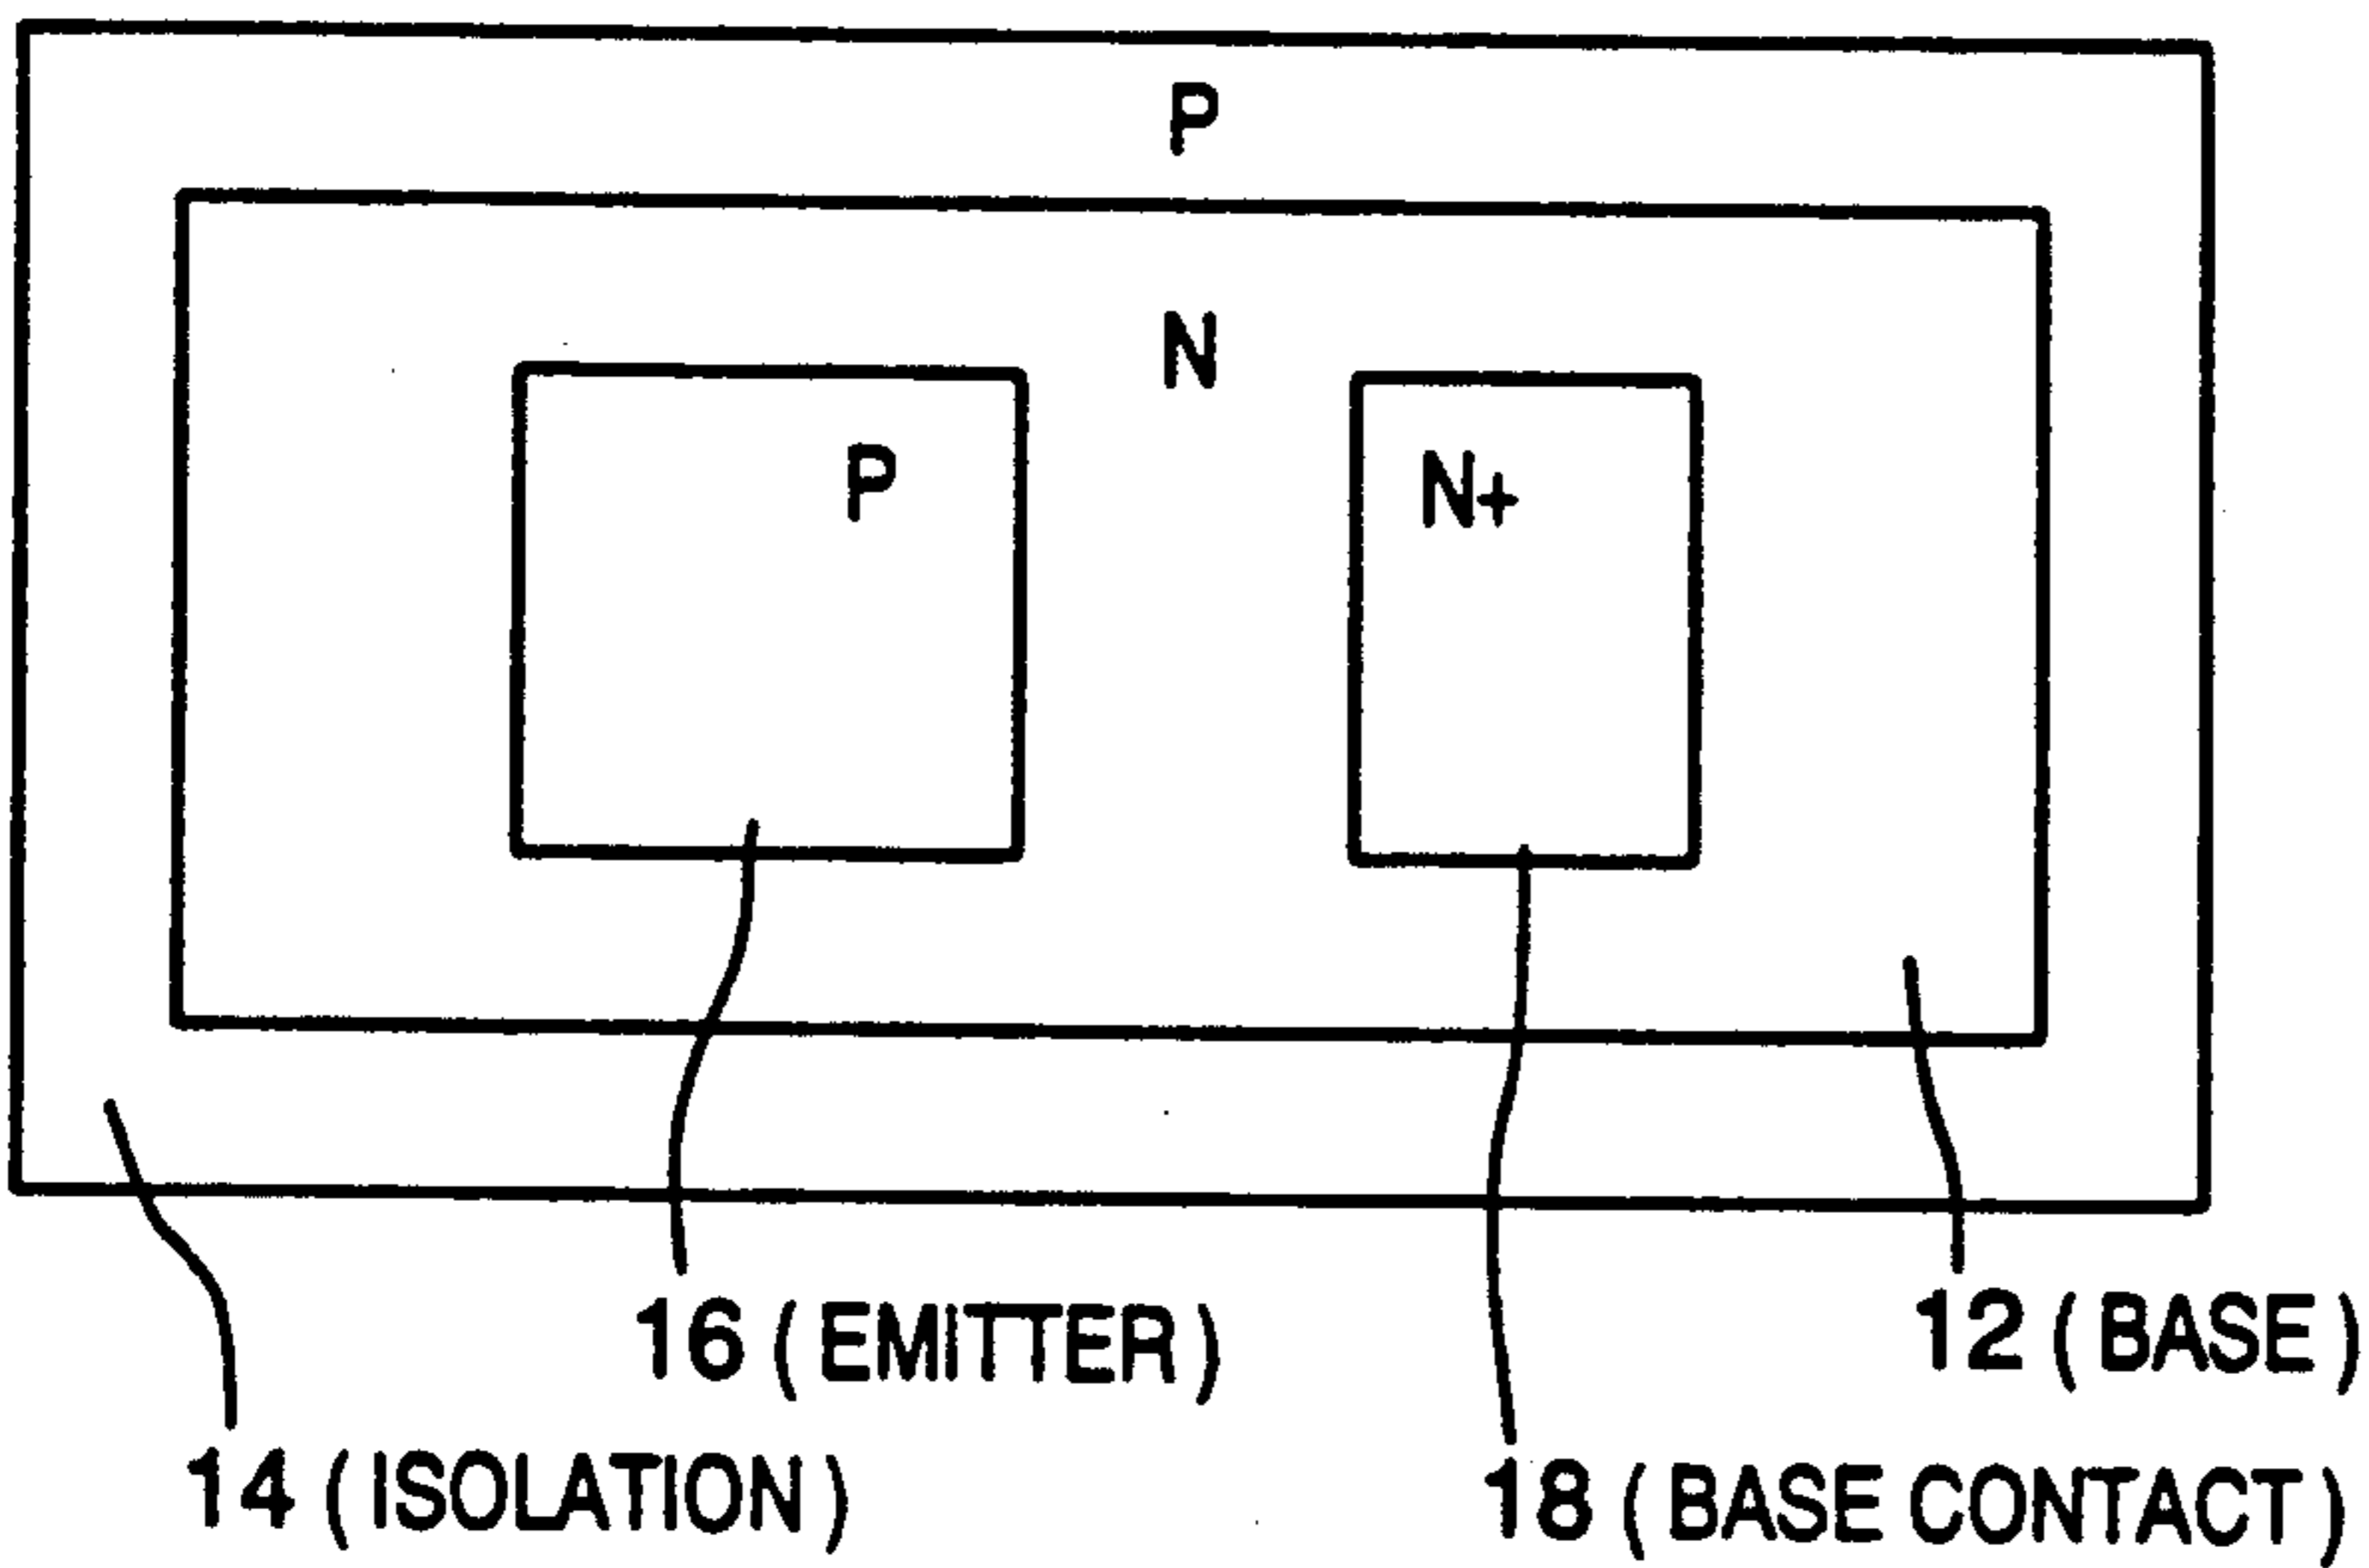 P
N
P
N+
16 (EMITTER)
12 (BASE)
14 (ISOLATION)
18 (BASE CONTACT)